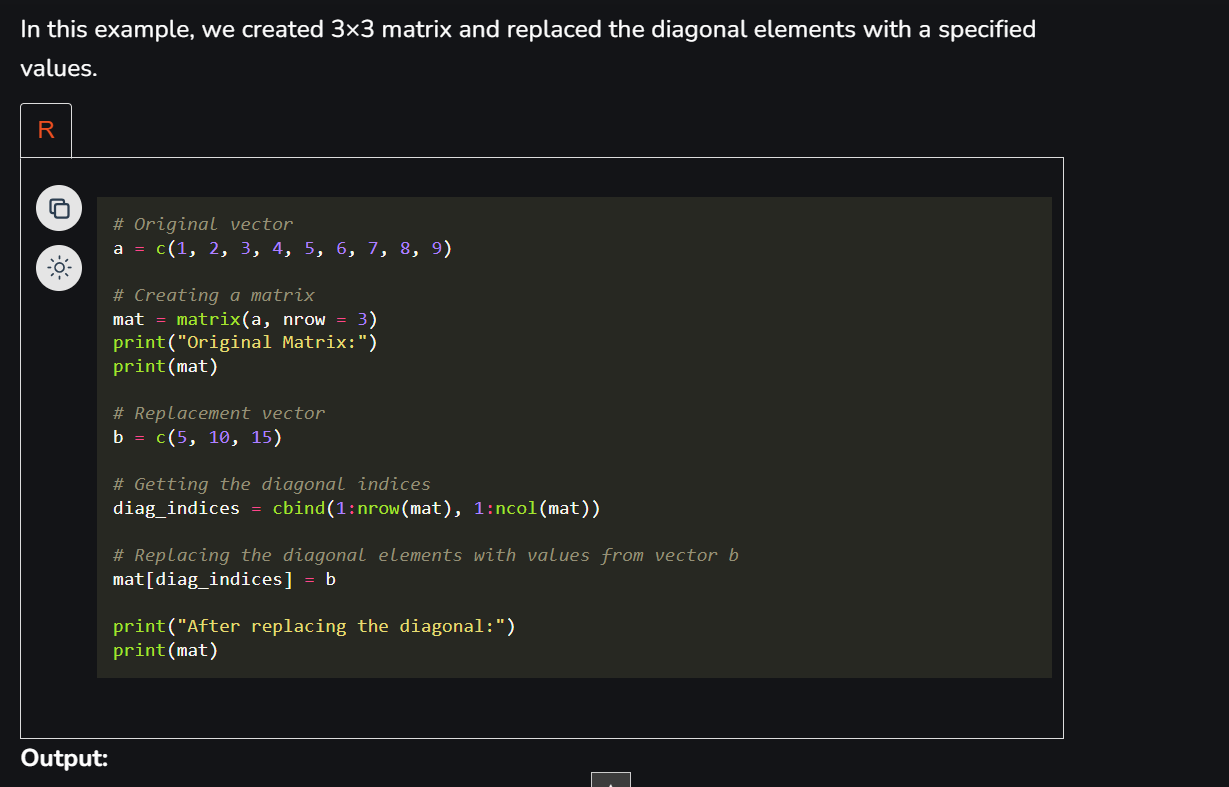 In this example, we created 3×3 matrix and replaced the diagonal elements with a specified
values.
R
# Original vector
a = c(1, 2, 3, 4, 5, 6, 7, 8, 9)
# Creating a matrix
mat = matrix(a, nrow = 3)
print("Original Matrix:")
print(mat)
# Replacement vector
b = c(5, 10, 15)
# Getting the diagonal indices
diag_indices = cbind(1:nrow(mat), 1:ncol(mat))
# Replacing the diagonal elements with values from vector b
mat[diag_indices] = b
print("After replacing the diagonal:")
print(mat)
Output: